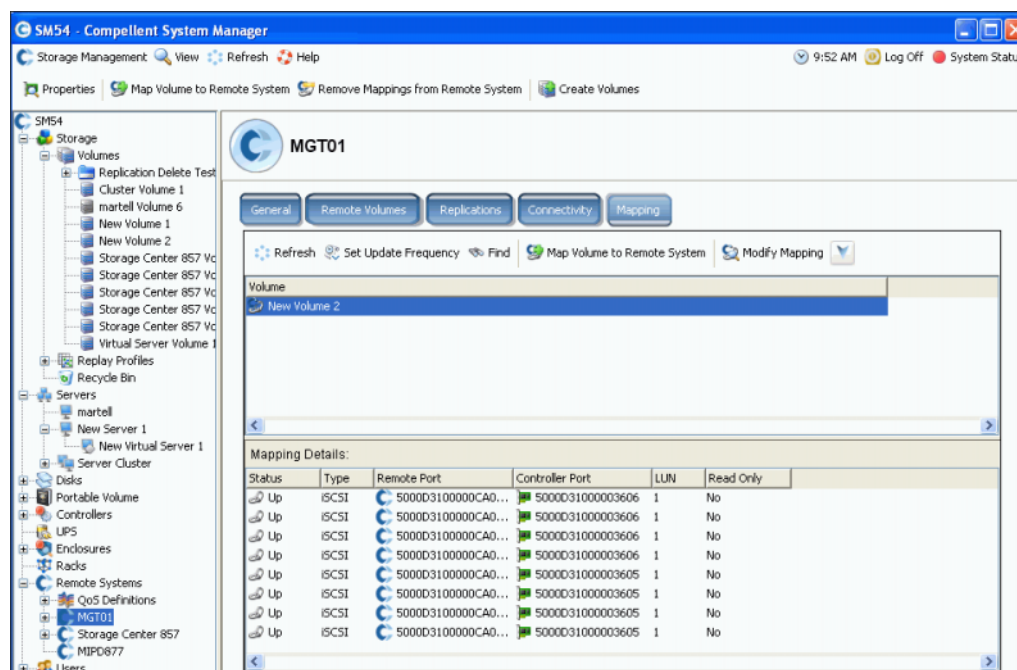 SM54 - Compellent System Manager
Storage Management View Refresh Help 9:52 AM Log Off System Statu
Properties Map Volume to Remote System Remove Mappings from Remote System Create Volumes
SM54
Storage
Volumes
Replication Delete Test
Cluster Volume 1
martell Volume 6
New Volume 1
New Volume 2
Storage Center 857 Vo
Storage Center 857 Vo
Storage Center 857 Vo
Storage Center 857 Vo
Storage Center 857 Vo
Virtual Server Volume 1
Replay Profiles
Recycle Bin
Servers
martell
New Server 1
New Virtual Server 1
Server Cluster
Disks
Portable Volume
Controllers
UPS
Enclosures
Racks
Remote Systems
QoS Definitions
MGT01
Storage Center 857
MIPD877
Users
MGT01
General Remote Volumes Replications Connectivity Mapping
Refresh Set Update Frequency Find Map Volume to Remote System Modify Mapping
Volume
New Volume 2
Mapping Details:
Status Type Remote Port Controller Port LUN Read Only
Up iSCSI 5000D3100000CA0... 5000D31000003606 1 No
Up iSCSI 5000D3100000CA0... 5000D31000003606 1 No
Up iSCSI 5000D3100000CA0... 5000D31000003606 1 No
Up iSCSI 5000D3100000CA0... 5000D31000003606 1 No
Up iSCSI 5000D3100000CA0... 5000D31000003605 1 No
Up iSCSI 5000D3100000CA0... 5000D31000003605 1 No
Up iSCSI 5000D3100000CA0... 5000D31000003605 1 No
Up iSCSI 5000D3100000CA0... 5000D31000003605 1 No